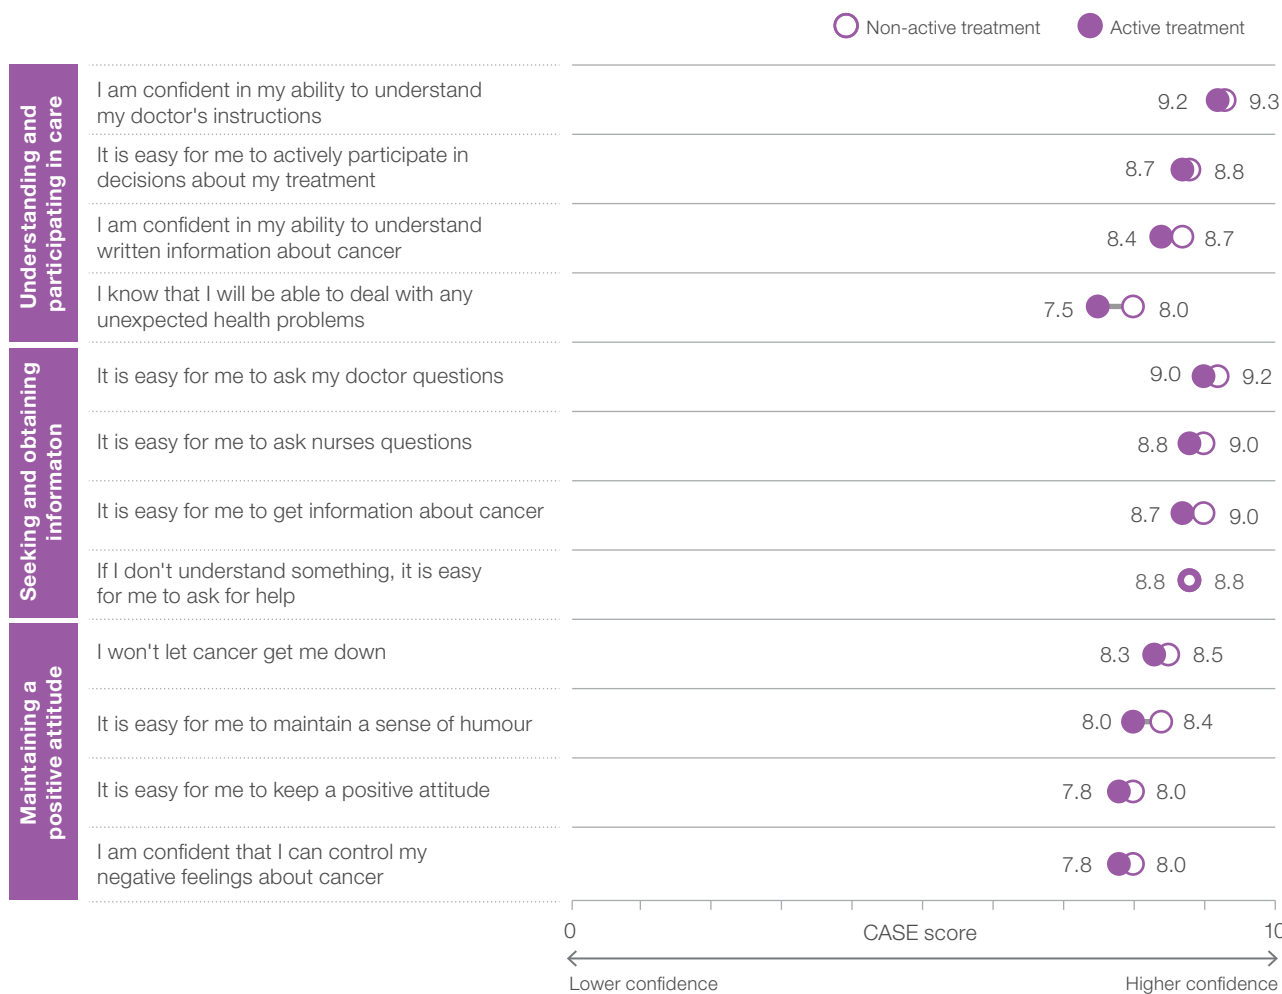 Non-active treatment Active treatment
Understanding and
participating in care
I am confident in my ability to understand
my doctor's instructions
9.2 9.3
It is easy for me to actively participate in
decisions about my treatment
8.7 8.8
I am confident in my ability to understand
written information about cancer
8.4 8.7
I know that I will be able to deal with any
unexpected health problems
7.5 8.0
Seeking and obtaining
informaton
It is easy for me to ask my doctor questions
9.0 9.2
It is easy for me to ask nurses questions
8.8 9.0
It is easy for me to get information about cancer
8.7 9.0
If I don't understand something, it is easy
for me to ask for help
8.8 8.8
Maintaining a
positive attitude
I won't let cancer get me down
8.3 8.5
It is easy for me to maintain a sense of humour
8.0 8.4
It is easy for me to keep a positive attitude
7.8 8.0
I am confident that I can control my
negative feelings about cancer
7.8 8.0
0 CASE score 10
Lower confidence Higher confidence